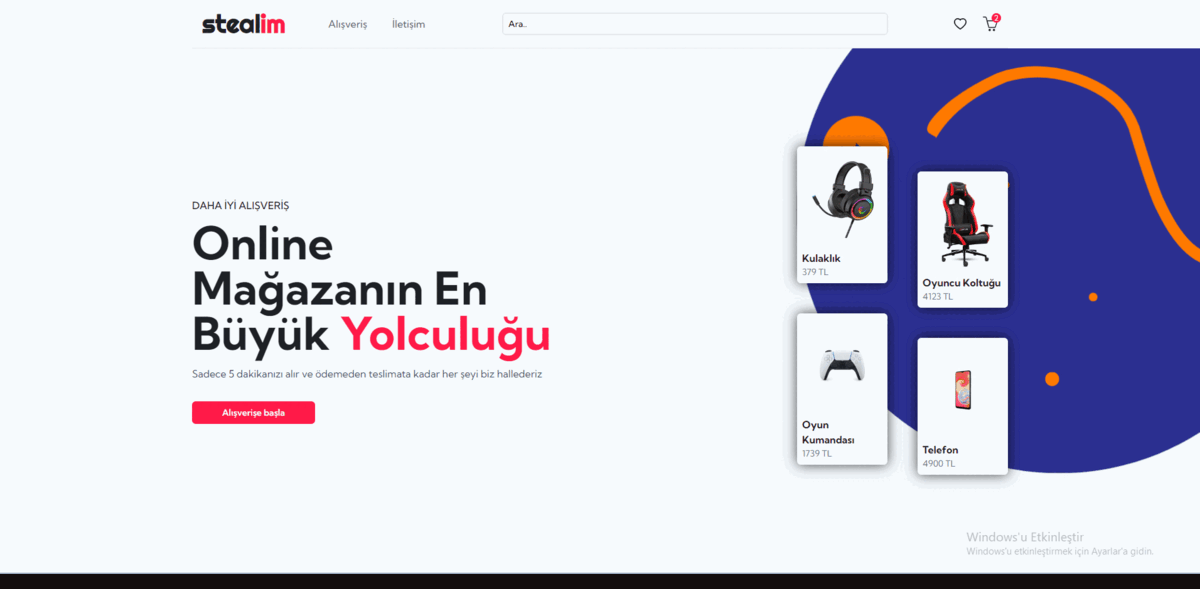 stealim
Alışveriş
İletişim
Ara..
2
DAHA İYİ ALIŞVERİŞ
Online
Mağazanın En
Büyük Yolculuğu
Sadece 5 dakikanızı alır ve ödemeden teslimata kadar her şeyi biz hallederiz
Alışverişe başla
Kulaklık
379 TL
Oyuncu Koltuğu
4123 TL
Oyun
Kumandası
1739 TL
Telefon
4900 TL
Windows'u Etkinleştir
Windows'u etkinleştirmek için Ayarlar'a gidin.